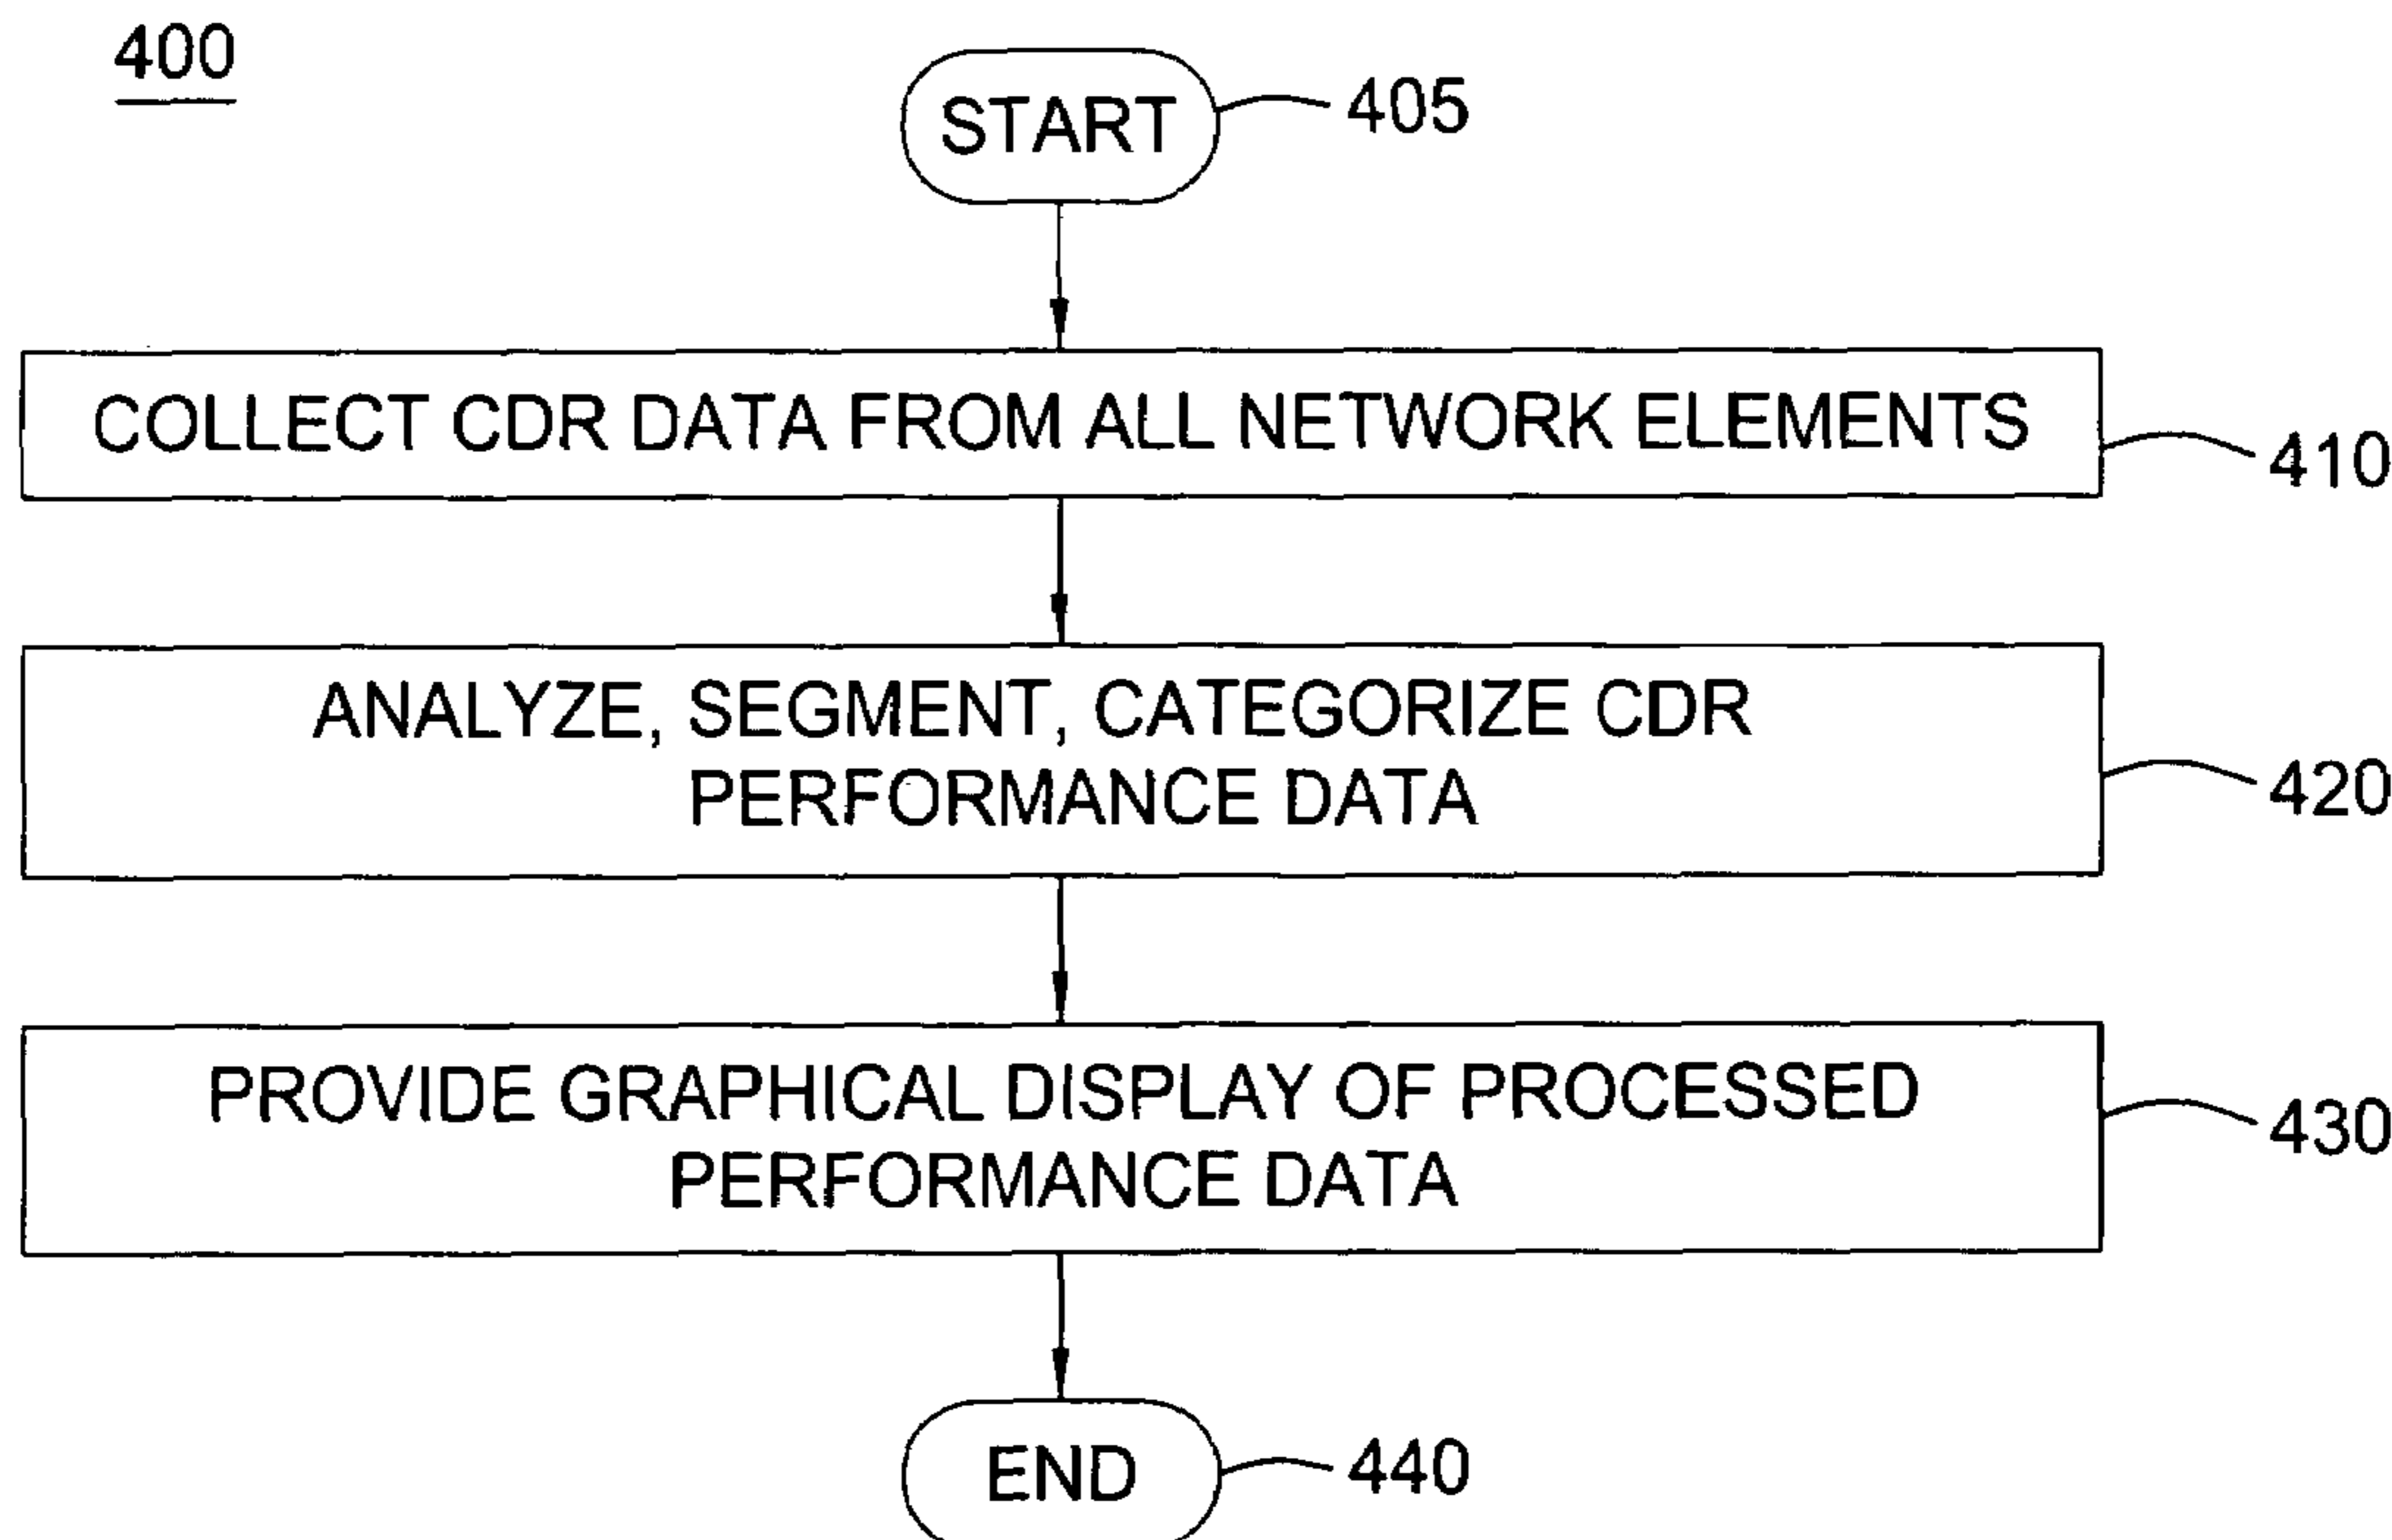 400
START
405
COLLECT CDR DATA FROM ALL NETWORK ELEMENTS
410
ANALYZE, SEGMENT, CATEGORIZE CDR
PERFORMANCE DATA
420
PROVIDE GRAPHICAL DISPLAY OF PROCESSED
PERFORMANCE DATA
430
END
440